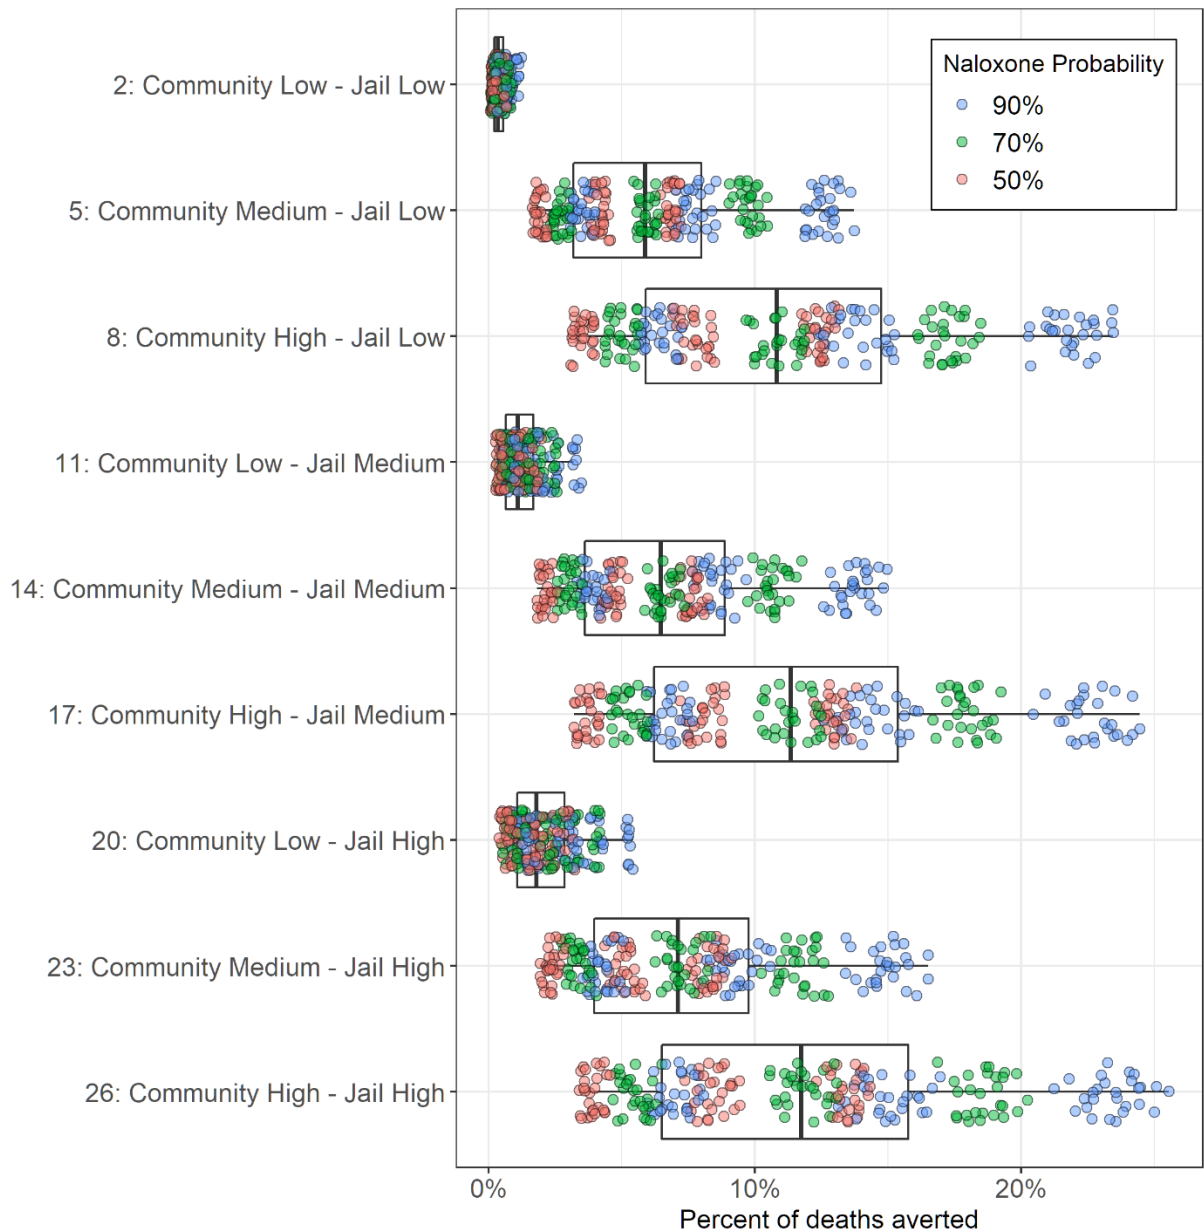 Naloxone Probability
90%
70%
50%
2: Community Low - Jail Low
5: Community Medium - Jail Low
8: Community High - Jail Low
11: Community Low - Jail Medium
14: Community Medium - Jail Medium
17: Community High - Jail Medium
20: Community Low - Jail High
23: Community Medium - Jail High
26: Community High - Jail High
0% 10% 20%
Percent of deaths averted